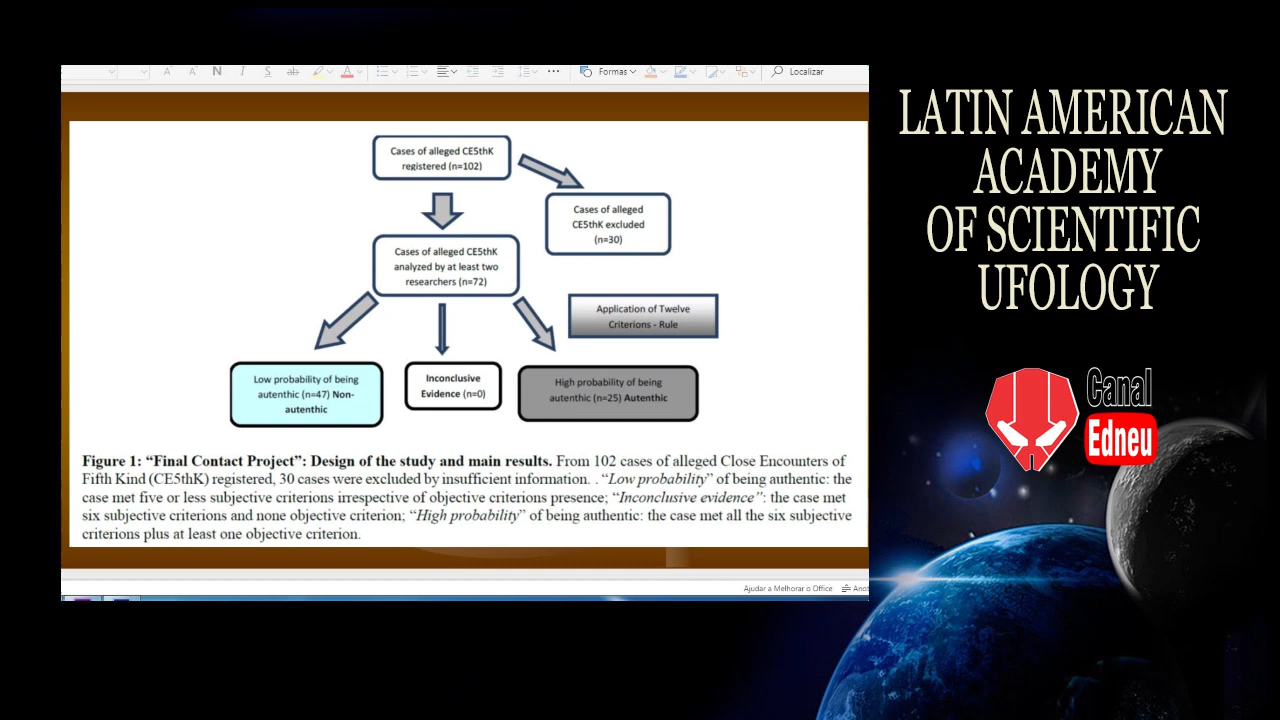 N I S ab A
Formas
Localizar
Cases of alleged CE5thK
registered (n=102)
Cases of alleged
CE5thK excluded
(n=30)
Cases of alleged CE5thK
analyzed by at least two
researchers (n=72)
Application of Twelve
Criterions - Rule
Low probability of being
autenthic (n=47) Non-
autenthic
Inconclusive
Evidence (n=0)
High probability of being
autenthic (n=25) Autenthic
Figure 1: “Final Contact Project”: Design of the study and main results. From 102 cases of alleged Close Encounters of
Fifth Kind (CE5thK) registered, 30 cases were excluded by insufficient information. . “Low probability” of being authentic: the
case met five or less subjective criterions irrespective of objective criterions presence; “Inconclusive evidence”: the case met
six subjective criterions and none objective criterion; “High probability” of being authentic: the case met all the six subjective
criterions plus at least one objective criterion.
Ajudar a Melhorar o Office
Anot
LATIN AMERICAN
ACADEMY
OF SCIENTIFIC
UFOLOGY
Canal
Edneu